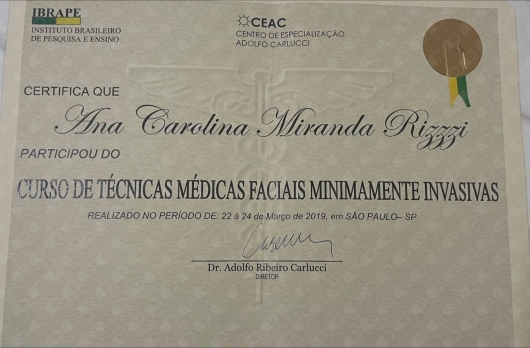 IBRAPE
INSTITUTO BRASILEIRO
DE PESQUISA E ENSINO
CEAC
CENTRO DE ESPECIALIZAÇÃO
ADOLFO CARLUCCI
CERTIFICA QUE
Ana Carolina Miranda Rizzzi
PARTICIPOU DO
CURSO DE TÉCNICAS MÉDICAS FACIAIS MINIMAMENTE INVASIVAS
REALIZADO NO PERÍODO DE: 22 á 24 de Março de 2019, em SÃO PAULO– SP
Dr. Adolfo Ribeiro Carlucci
DIRETOR